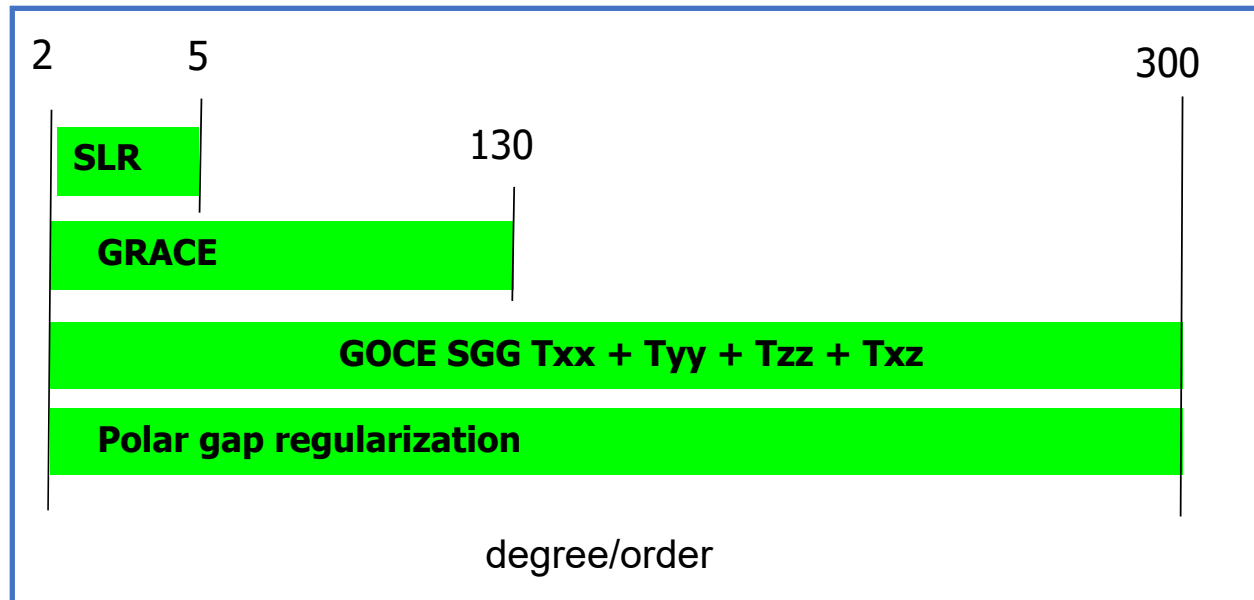 2
5
300
130
SLR
GRACE
GOCE SGG Txx + Tyy + Tzz + Txz
Polar gap regularization
degree/order